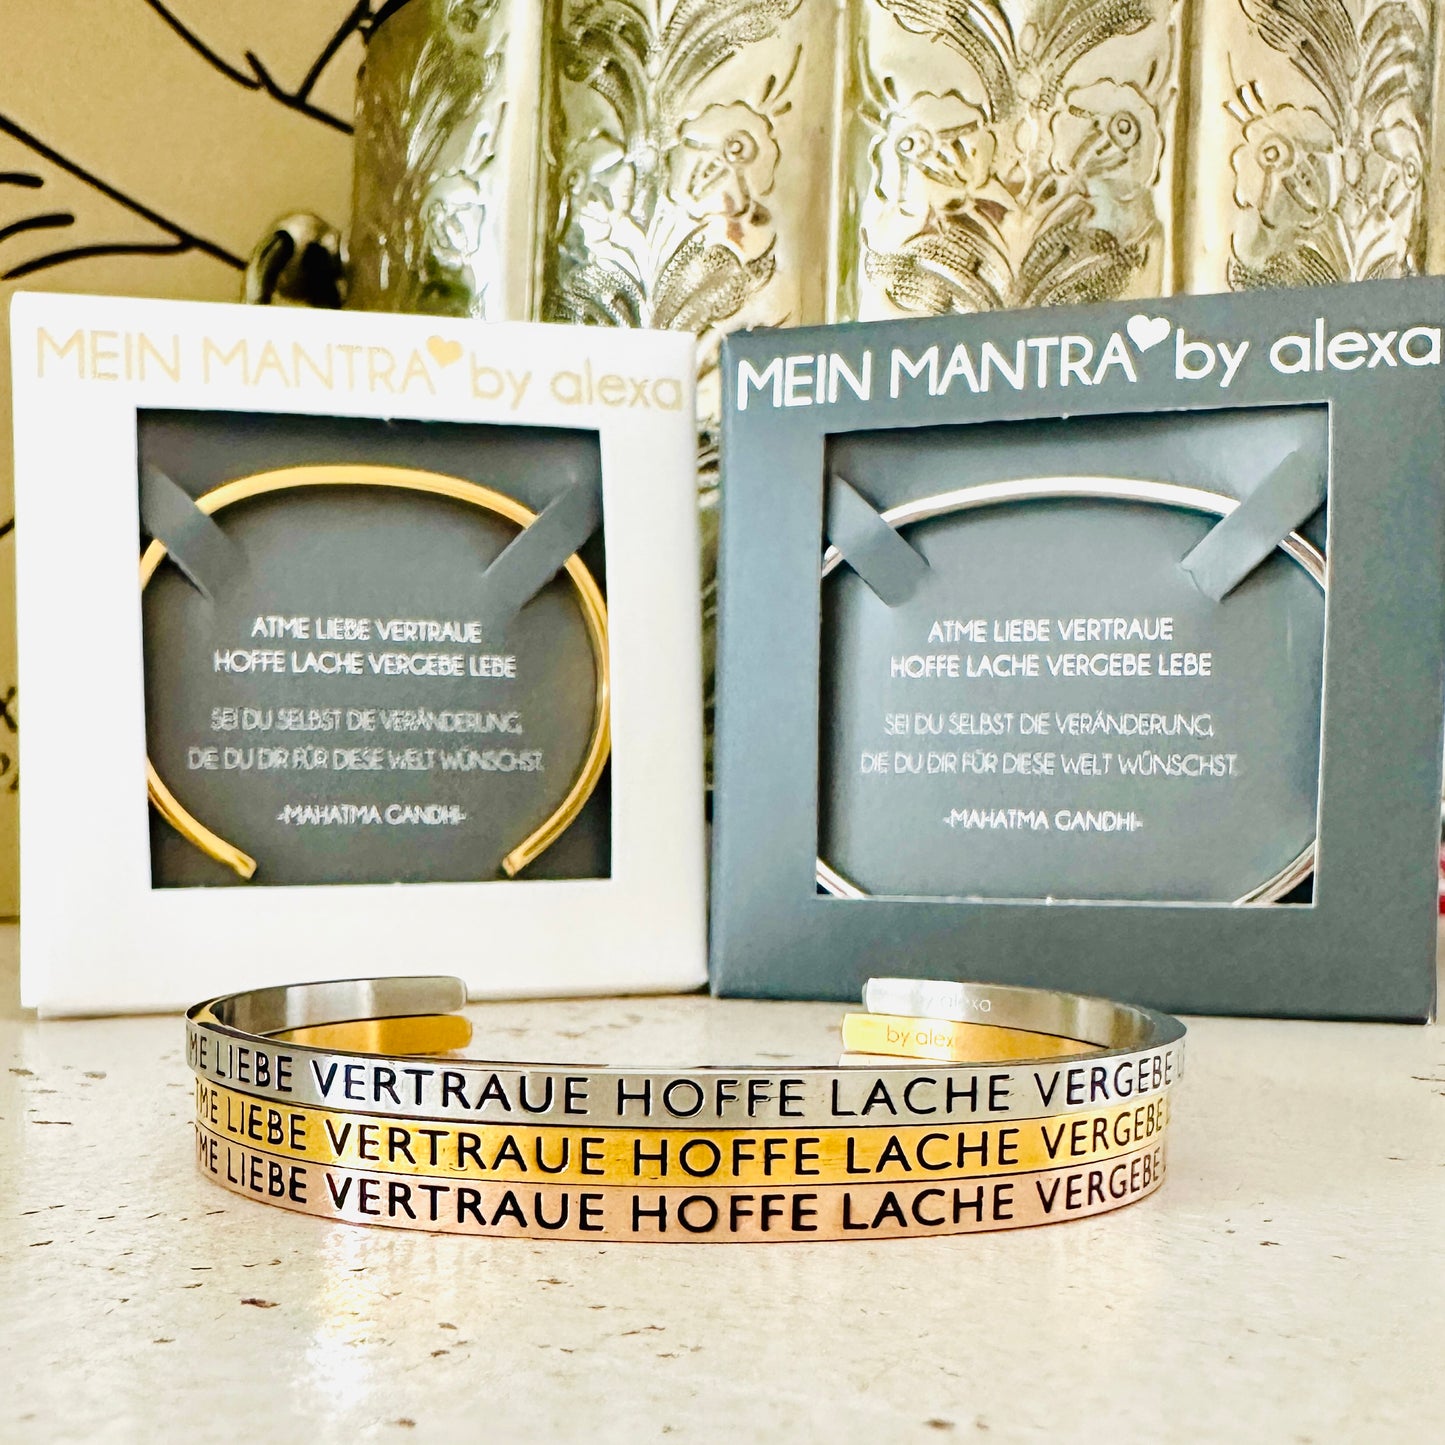 MEIN MANTRA by alexa
ATME LIEBE VERTRAUE
HOFFE LACHE VERGEBE LEBE
SEI DU SELBST DIE VERÄNDERUNG,
DIE DU DIR FÜR DIESE WELT WÜNSCHST.
-MAHATMA GANDHI-
MEIN MANTRA by alexa
ATME LIEBE VERTRAUE
HOFFE LACHE VERGEBE LEBE
SEI DU SELBST DIE VERÄNDERUNG,
DIE DU DIR FÜR DIESE WELT WÜNSCHST.
-MAHATMA GANDHI-
by alexa
by alex
LIEBE VERTRAUE HOFFE LACHE VERGEBE
LIEBE VERTRAUE HOFFE LACHE VERGEBE
LIEBE VERTRAUE HOFFE LACHE VERGEBE